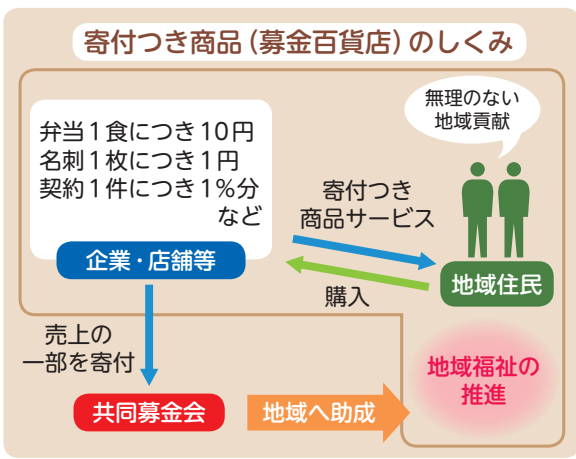 寄付つき商品(募金百貨店)のしくみ
弁当1食につき10円
名刺1枚につき1円
契約1件につき1%分
など
企業・店舗等
無理のない
地域貢献
寄付つき
商品サービス
購入
地域住民
売上の
一部を寄付
共同募金会
地域へ助成
地域福祉の
推進